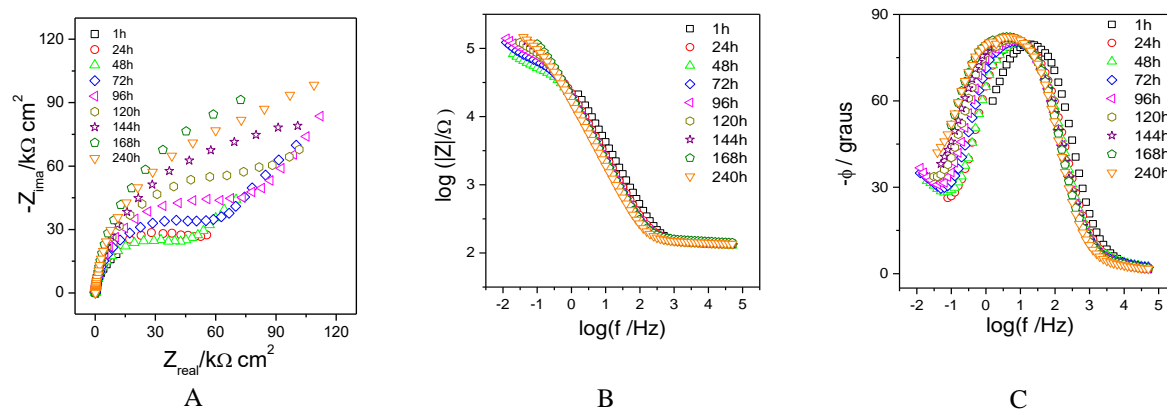 120
90
60
30
0
-Z_ima/kΩ cm²
1h
24h
48h
72h
96h
120h
144h
168h
240h
0 30 60 90 120
Z_real/kΩ cm²
A
5
4
3
2
log (|Z|/Ω)
1h
24h
48h
72h
96h
120h
144h
168h
240h
-2 -1 0 1 2 3 4 5
log(f /Hz)
B
90
60
30
0
-ϕ / graus
1h
24h
48h
72h
96h
120h
144h
168h
240h
-2 -1 0 1 2 3 4 5
log(f /Hz)
C